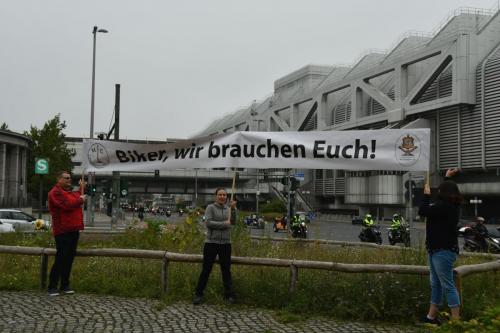 Biker, wir brauchen Euch!
S